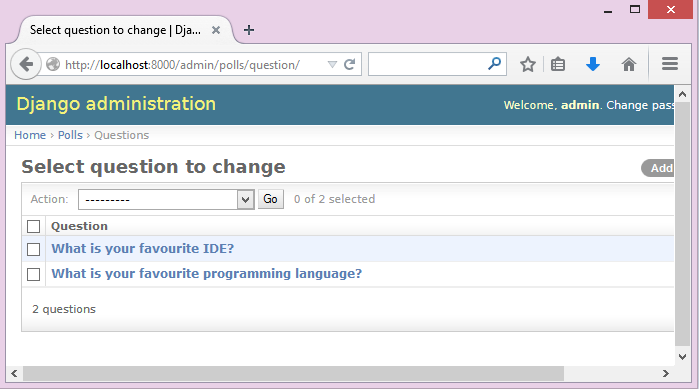 Select question to change | Dja...
http://localhost:8000/admin/polls/question/
Django administration
Welcome, admin. Change pass
Home › Polls › Questions
Select question to change
Add
Action: --------- Go 0 of 2 selected
Question
What is your favourite IDE?
What is your favourite programming language?
2 questions